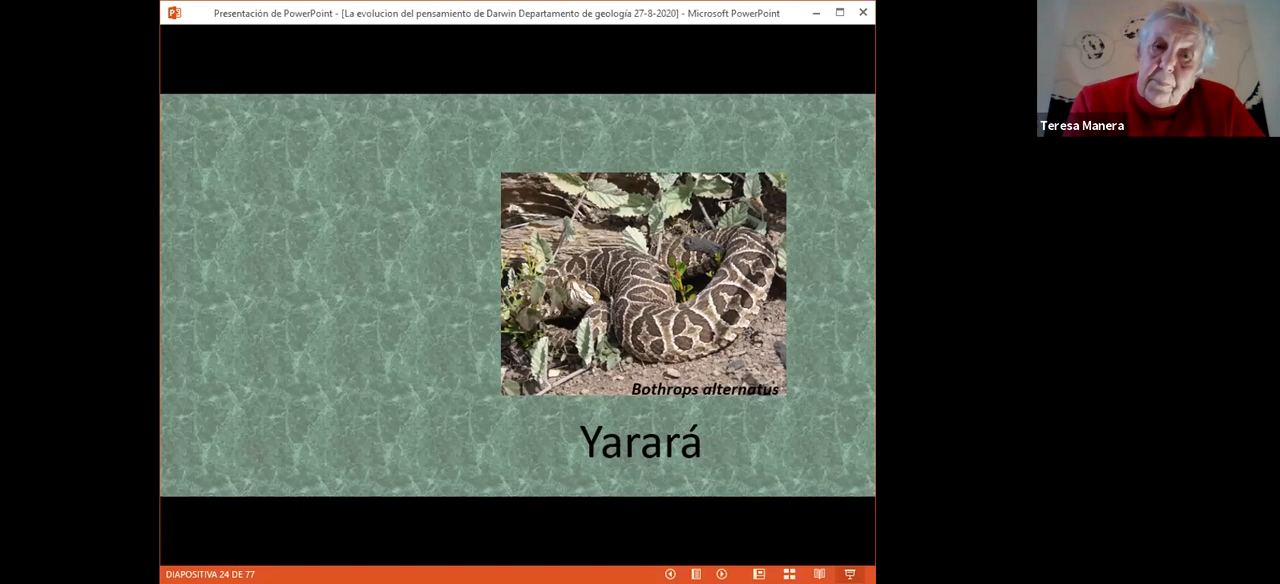 Presentación de PowerPoint - [La evolucion del pensamiento de Darwin Departamento de geología 27-8-2020] - Microsoft PowerPoint
Teresa Manera
Bothrops alternatus
Yarará
DIAPOSITIVA 24 DE 77